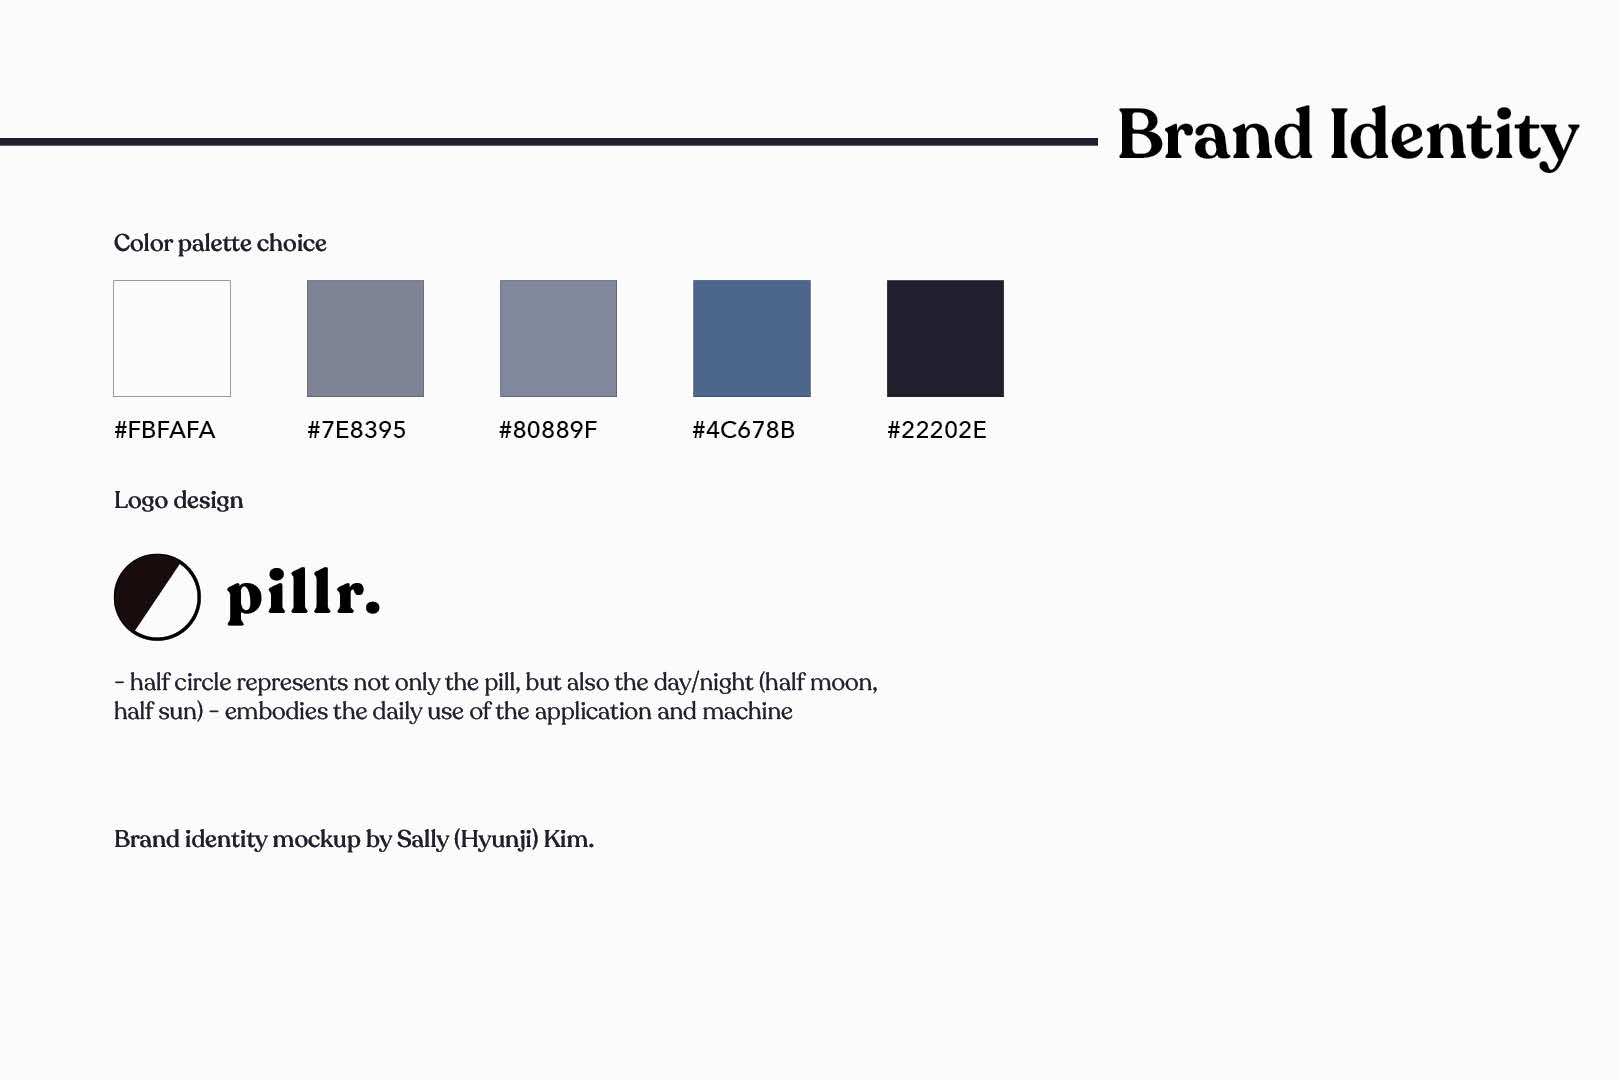 Brand Identity
Color palette choice
#FBFAFA
#7E8395
#80889F
#4C678B
#22202E
Logo design
pillr.
- half circle represents not only the pill, but also the day/night (half moon,
half sun) - embodies the daily use of the application and machine
Brand identity mockup by Sally (Hyunji) Kim.